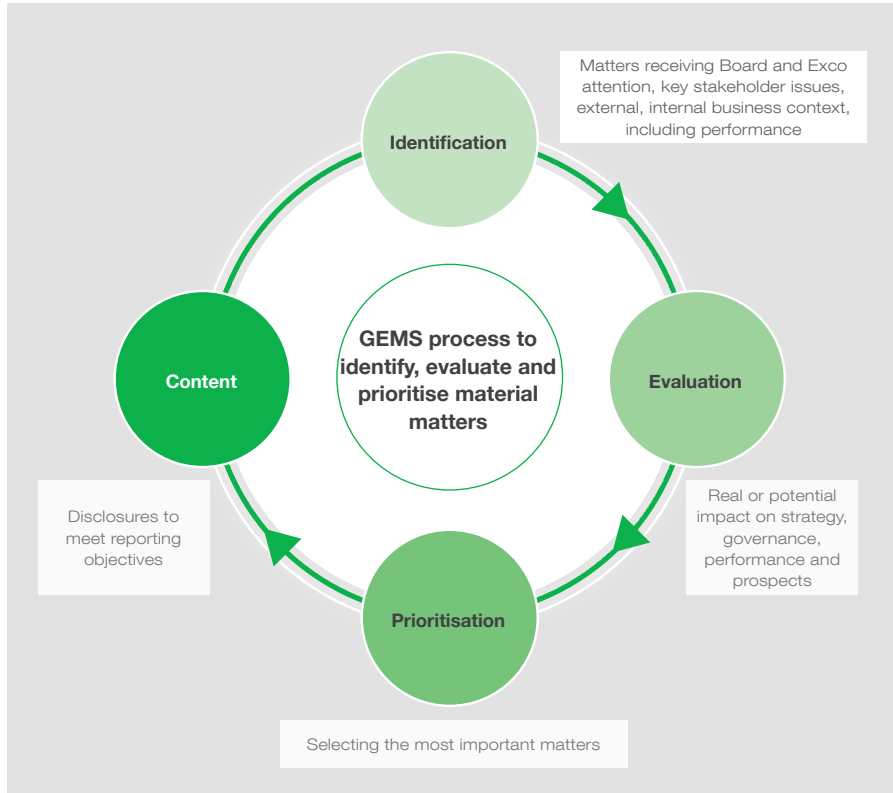 Matters receiving Board and Exco
attention, key stakeholder issues,
external, internal business context,
including performance
Identification
GEMS process to
identify, evaluate and
prioritise material
matters
Content
Evaluation
Disclosures to
meet reporting
objectives
Real or potential
impact on strategy,
governance,
performance and
prospects
Prioritisation
Selecting the most important matters